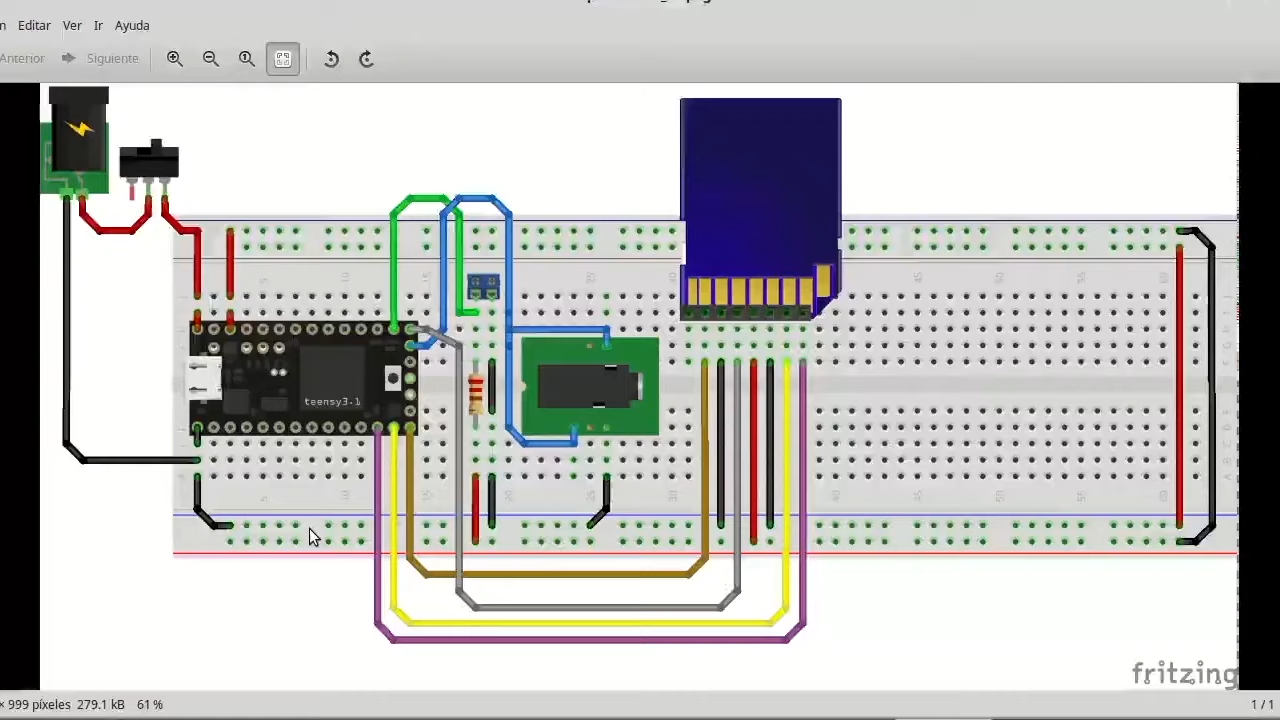 Editar Ver Ir Ayuda
Anterior Siguiente
teensy3.1
fritzing
× 999 píxeles 279.1 kB 61 %
1 / 1